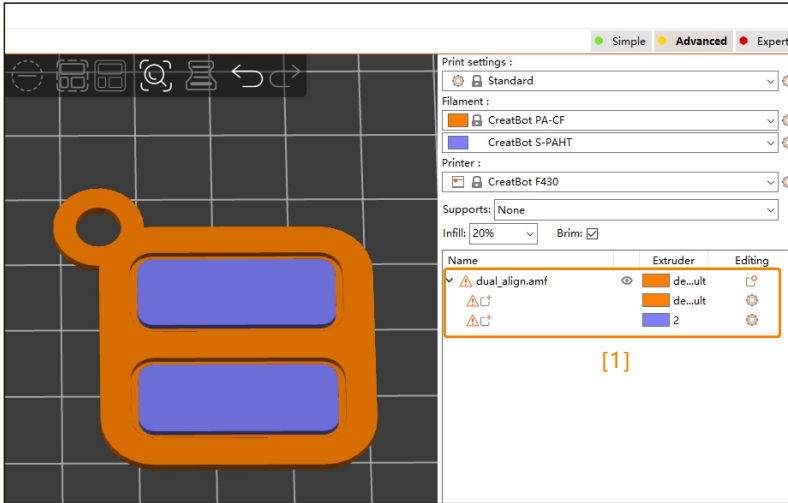 Simple Advanced Expert
Print settings :
Standard
Filament :
CreatBot PA-CF
CreatBot S-PAHT
Printer :
CreatBot F430
Supports: None
Infill: 20% Brim:
Name Extruder Editing
dual_align.amf de...ult
de...ult
2
[1]